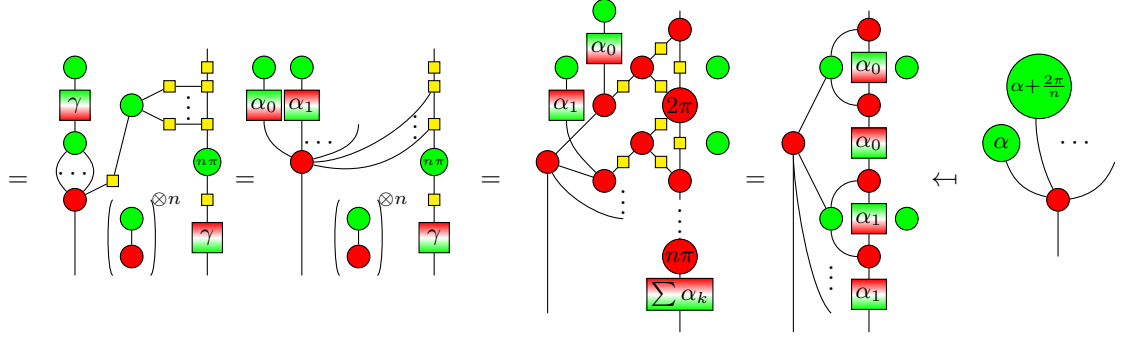 =
γ
⋯
⋮
nπ
γ
( )⊗n
=
α₀ α₁
⋯
⋮
nπ
( )⊗n
=
α₀
α₁
2π
⋮
⋮
nπ
∑ αₖ
=
α₀
α₀
α₁
⋮
α₁
↤
α+2π/n
α
⋯